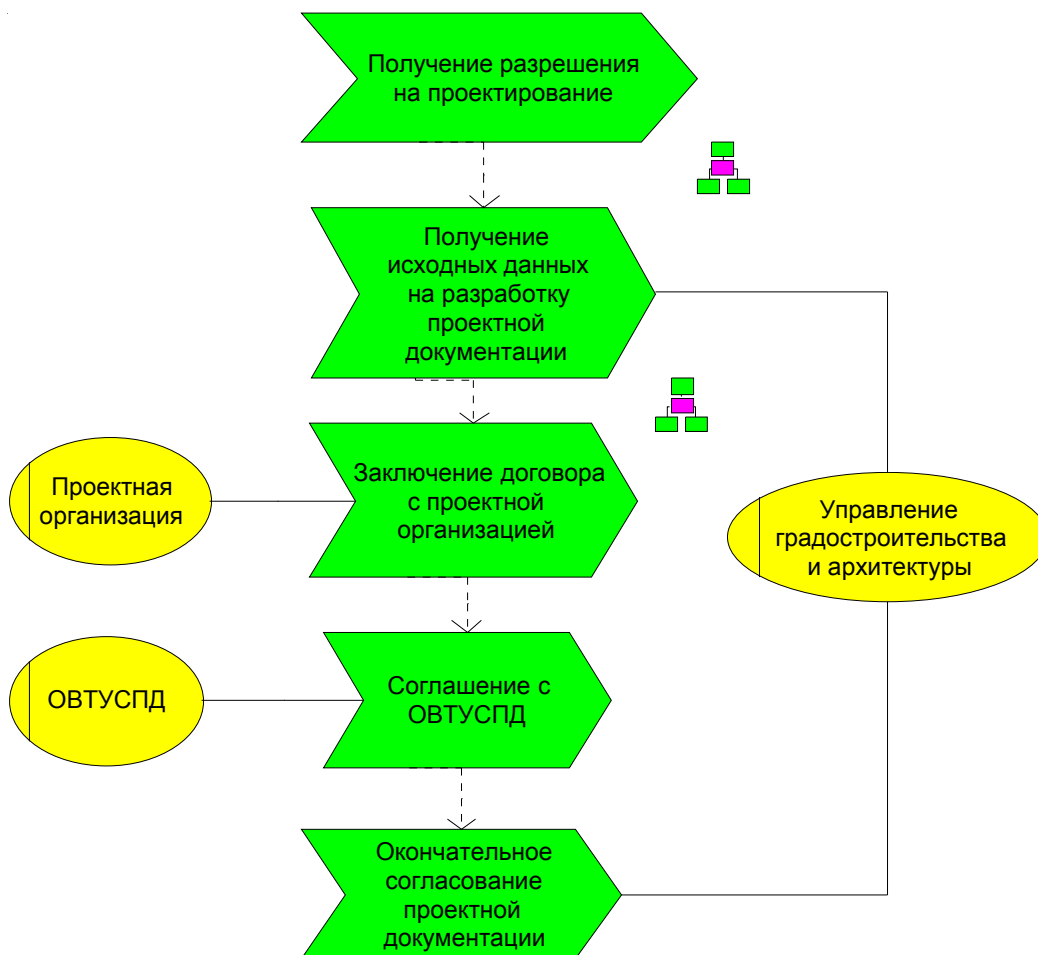 Получение разрешения
на проектирование
Получение
исходных данных
на разработку
проектной
документации
Заключение договора
с проектной
организацией
Проектная
организация
Управление
градостроительства
и архитектуры
ОВТУСПД
Соглашение с
ОВТУСПД
Окончательное
согласование
проектной
документации